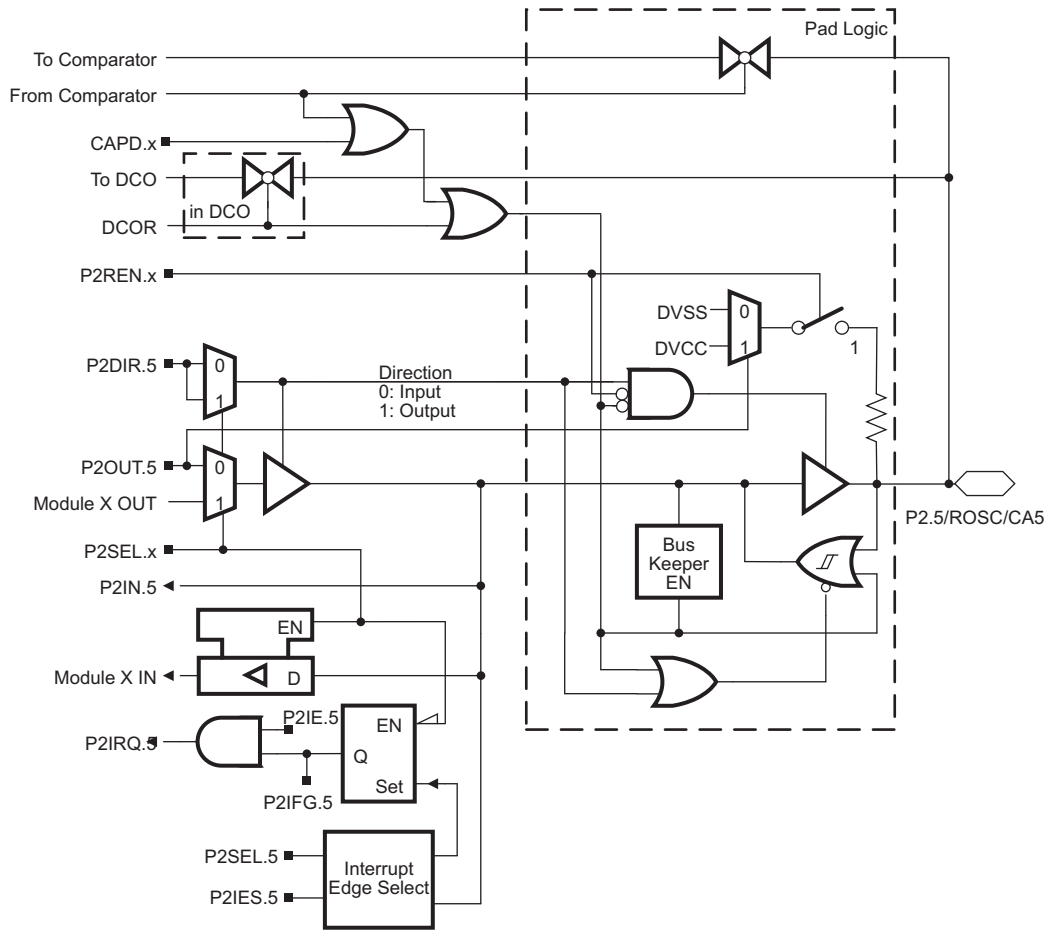 Pad Logic
To Comparator
From Comparator
CAPD.x
To DCO
in DCO
DCOR
P2REN.x
DVSS
0
DVCC
1
1
P2DIR.5
0
1
Direction
0: Input
1: Output
P2OUT.5
0
Module X OUT
1
P2.5/ROSC/CA5
P2SEL.x
Bus
Keeper
EN
P2IN.5
EN
Module X IN
D
P2IE.5
EN
P2IRQ.5
Q
Set
P2IFG.5
P2SEL.5
Interrupt
Edge Select
P2IES.5